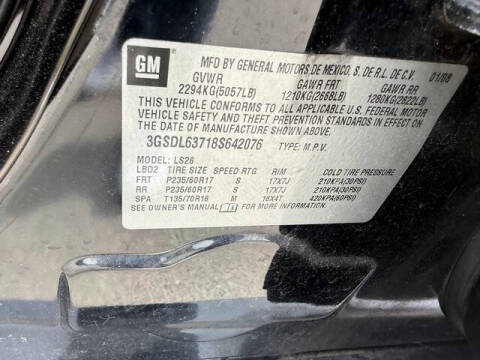 GM
MFD BY GENERAL MOTORS DE MEXICO, S. DE R.L. DE C.V. 01/08
GVWR GAWR FRT GAWR RR
2294KG(5057LB) 1210KG(2668LB) 1280KG(2822LB)
THIS VEHICLE CONFORMS TO ALL APPLICABLE U.S. FEDERAL MOTOR
VEHICLE SAFETY AND THEFT PREVENTION STANDARDS IN EFFECT
ON THE DATE OF MANUFACTURE SHOWN ABOVE.
3GSDL63718S642076 TYPE: M.P.V.
MODEL: LS26
LBD2 TIRE SIZE SPEED RTG RIM COLD TIRE PRESSURE
FRT P235/60R17 S 17X7J 210KPA(30PSI)
RR P235/60R17 S 17X7J 210KPA(30PSI)
SPA T135/70R16 M 16X4T 420KPA(60PSI)
SEE OWNER'S MANUAL FOR MORE INFORMATION.